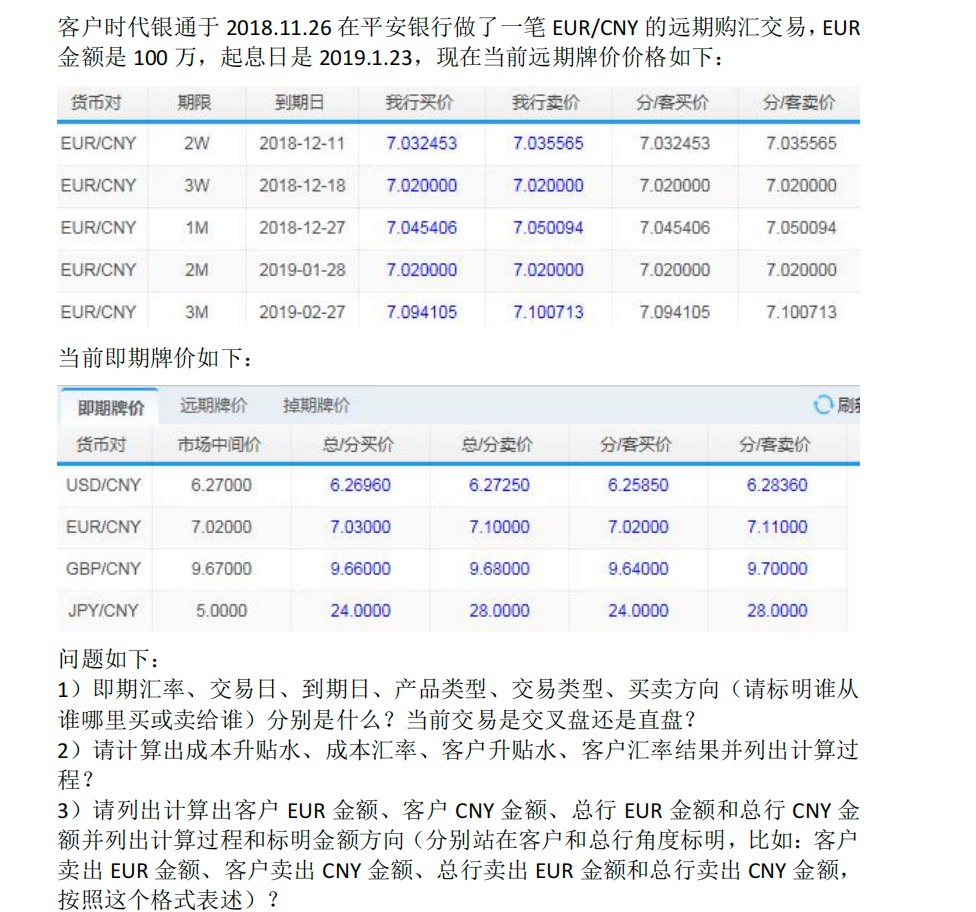 客户时代银通于 2018.11.26 在平安银行做了一笔 EUR/CNY 的远期购汇交易，EUR
金额是 100 万，起息日是 2019.1.23，现在当前远期牌价价格如下：
货币对 期限 到期日 我行买价 我行卖价 分/客买价 分/客卖价
EUR/CNY 2W 2018-12-11 7.032453 7.035565 7.032453 7.035565
EUR/CNY 3W 2018-12-18 7.020000 7.020000 7.020000 7.020000
EUR/CNY 1M 2018-12-27 7.045406 7.050094 7.045406 7.050094
EUR/CNY 2M 2019-01-28 7.020000 7.020000 7.020000 7.020000
EUR/CNY 3M 2019-02-27 7.094105 7.100713 7.094105 7.100713
当前即期牌价如下：
即期牌价 远期牌价 掉期牌价 刷
货币对 市场中间价 总/分买价 总/分卖价 分/客买价 分/客卖价
USD/CNY 6.27000 6.26960 6.27250 6.25850 6.28360
EUR/CNY 7.02000 7.03000 7.10000 7.02000 7.11000
GBP/CNY 9.67000 9.66000 9.68000 9.64000 9.70000
JPY/CNY 5.0000 24.0000 28.0000 24.0000 28.0000
问题如下：
1）即期汇率、交易日、到期日、产品类型、交易类型、买卖方向（请标明谁从
谁哪里买或卖给谁）分别是什么？当前交易是交叉盘还是直盘？
2）请计算出成本升贴水、成本汇率、客户升贴水、客户汇率结果并列出计算过
程？
3）请列出计算出客户 EUR 金额、客户 CNY 金额、总行 EUR 金额和总行 CNY 金
额并列出计算过程和标明金额方向（分别站在客户和总行角度标明，比如：客户
卖出 EUR 金额、客户卖出 CNY 金额、总行卖出 EUR 金额和总行卖出 CNY 金额，
按照这个格式表述）？